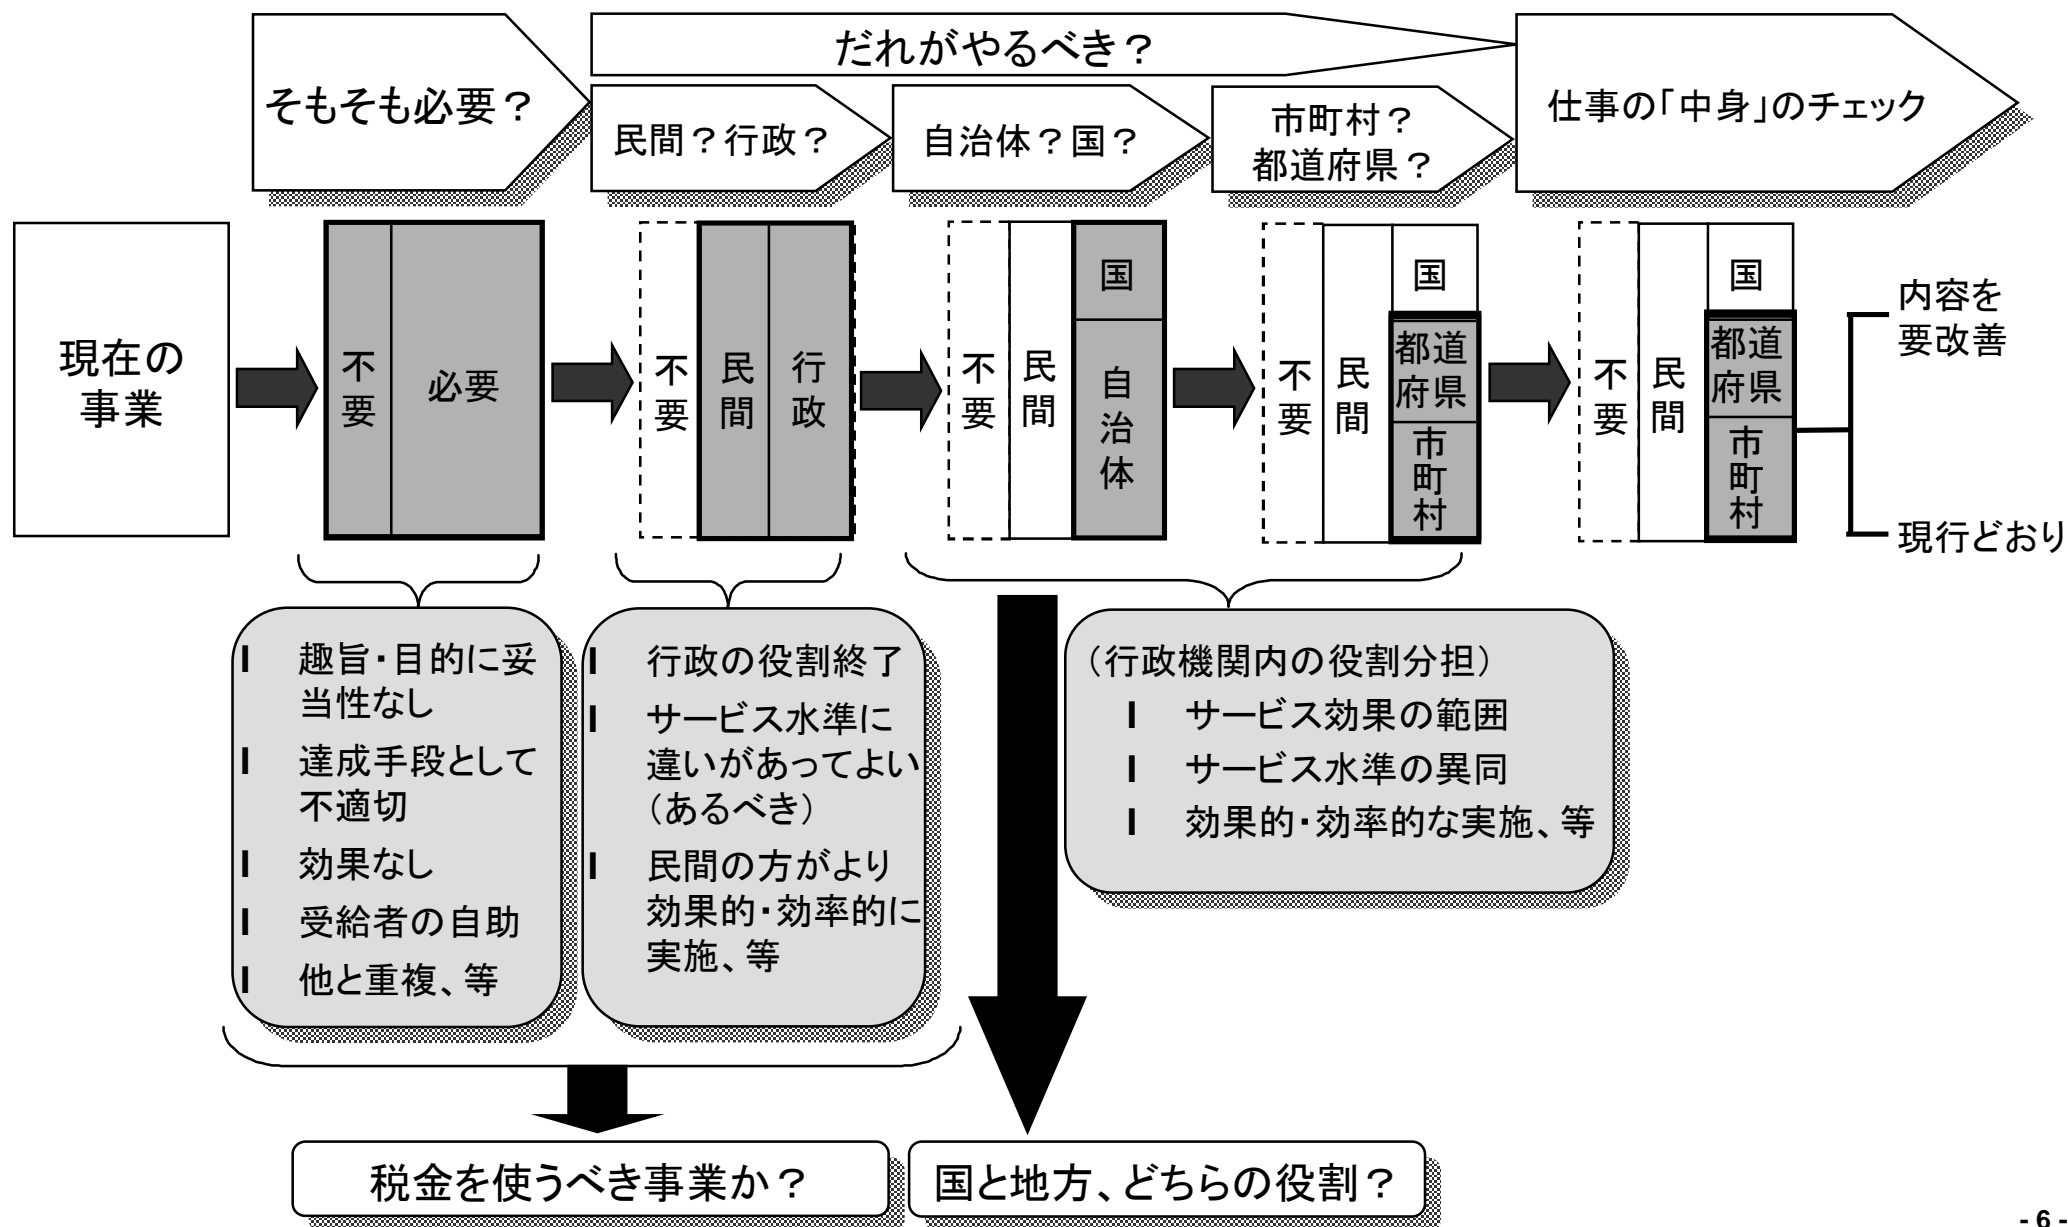 だれがやるべき？
そもそも必要？
民間？行政？
自治体？国？
市町村？
都道府県？
仕事の「中身」のチェック
現在の
事業
不要
必要
不要
民間
行政
不要
民間
国
自治体
不要
民間
国
都道
府県
市町村
不要
民間
国
都道
府県
市町村
内容を
要改善
現行どおり
l 趣旨・目的に妥
当性なし
l 達成手段として
不適切
l 効果なし
l 受給者の自助
l 他と重複、等
l 行政の役割終了
l サービス水準に
違いがあってよい
（あるべき）
l 民間の方がより
効果的・効率的に
実施、等
（行政機関内の役割分担）
l サービス効果の範囲
l サービス水準の異同
l 効果的・効率的な実施、等
税金を使うべき事業か？
国と地方、どちらの役割？
- 6 -